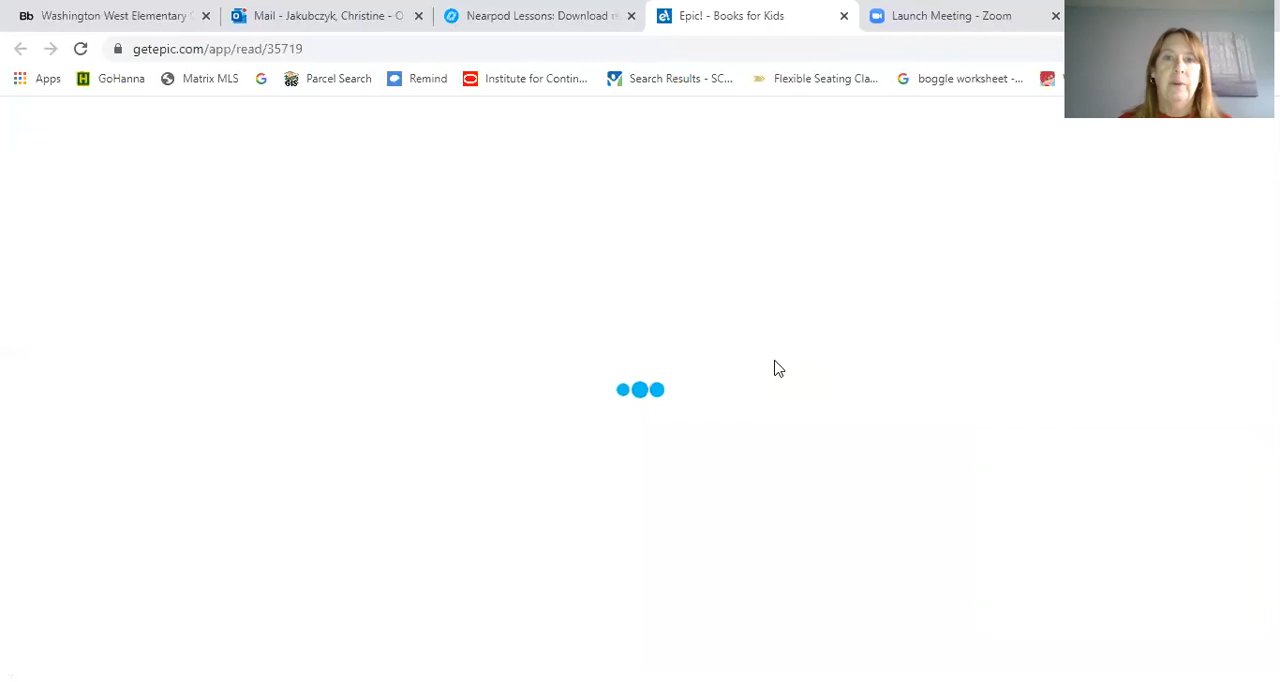 Bb Washington West Elementary
Mail - Jakubczyk, Christine - O
Nearpod Lessons: Download
Epic! - Books for Kids
Launch Meeting - Zoom
getepic.com/app/read/35719
Apps
H GoHanna
Matrix MLS
G
Parcel Search
Remind
Institute for Contin...
Search Results - SC...
Flexible Seating Cla...
G boggle worksheet -...